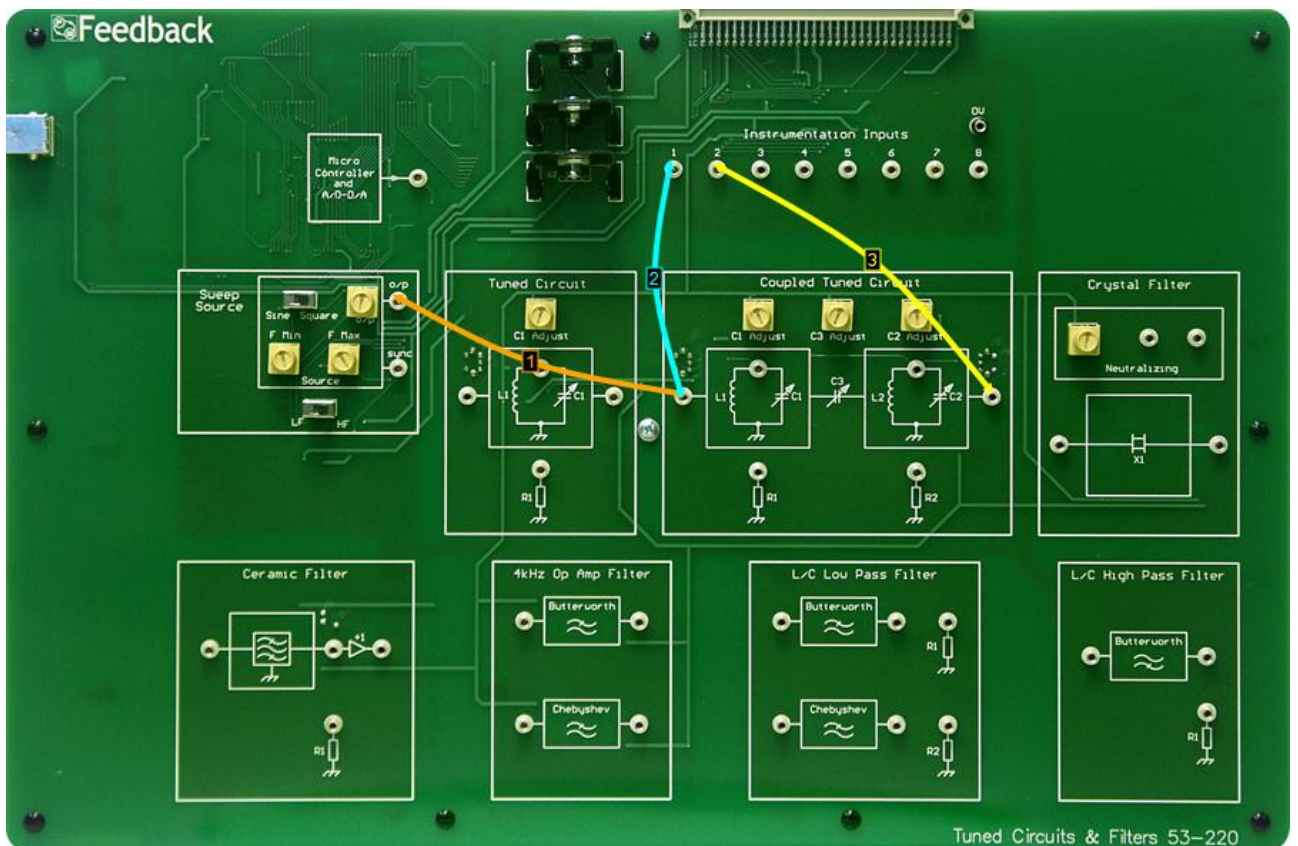 Feedback
0V
Instrumentation Inputs
1 2 3 4 5 6 7 8
Micro
Controller
and
A/D-D/A
Sweep
Source
Sine Square
o/p
o/p
F Min F Max
sync
Source
LF HF
Tuned Circuit
C1 Adjust
L1 C1
R1
1
2
3
Coupled Tuned Circuit
C1 Adjust C3 Adjust C2 Adjust
L1 C1 C3 L2 C2
R1 R2
Crystal Filter
Neutralizing
X1
Ceramic Filter
+1
R1
4kHz Op Amp Filter
Butterworth
Chebyshev
L/C Low Pass Filter
Butterworth
R1
Chebyshev
R2
L/C High Pass Filter
Butterworth
R1
Tuned Circuits & Filters 53-220